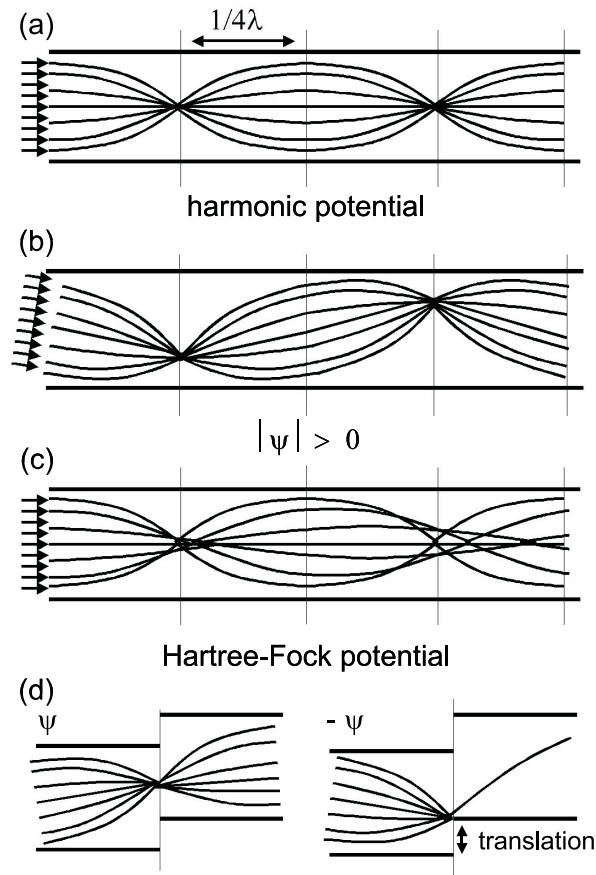 (a)
1/4λ
harmonic potential
(b)
|ψ| > 0
(c)
Hartree-Fock potential
(d)
ψ
- ψ
translation